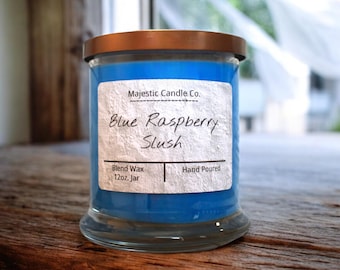 Majestic Candle Co.
Blue Raspberry
Slush
Blend Wax
12oz. Jar
Hand Poured